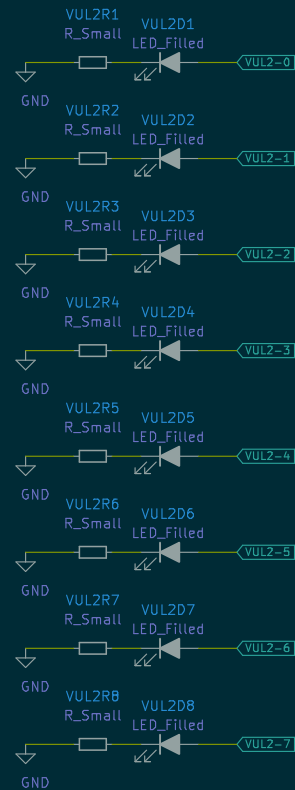 VUL2R1
R_Small
VUL2D1
LED_Filled
VUL2-0
GND
VUL2R2
R_Small
VUL2D2
LED_Filled
VUL2-1
GND
VUL2R3
R_Small
VUL2D3
LED_Filled
VUL2-2
GND
VUL2R4
R_Small
VUL2D4
LED_Filled
VUL2-3
GND
VUL2R5
R_Small
VUL2D5
LED_Filled
VUL2-4
GND
VUL2R6
R_Small
VUL2D6
LED_Filled
VUL2-5
GND
VUL2R7
R_Small
VUL2D7
LED_Filled
VUL2-6
GND
VUL2R8
R_Small
VUL2D8
LED_Filled
VUL2-7
GND